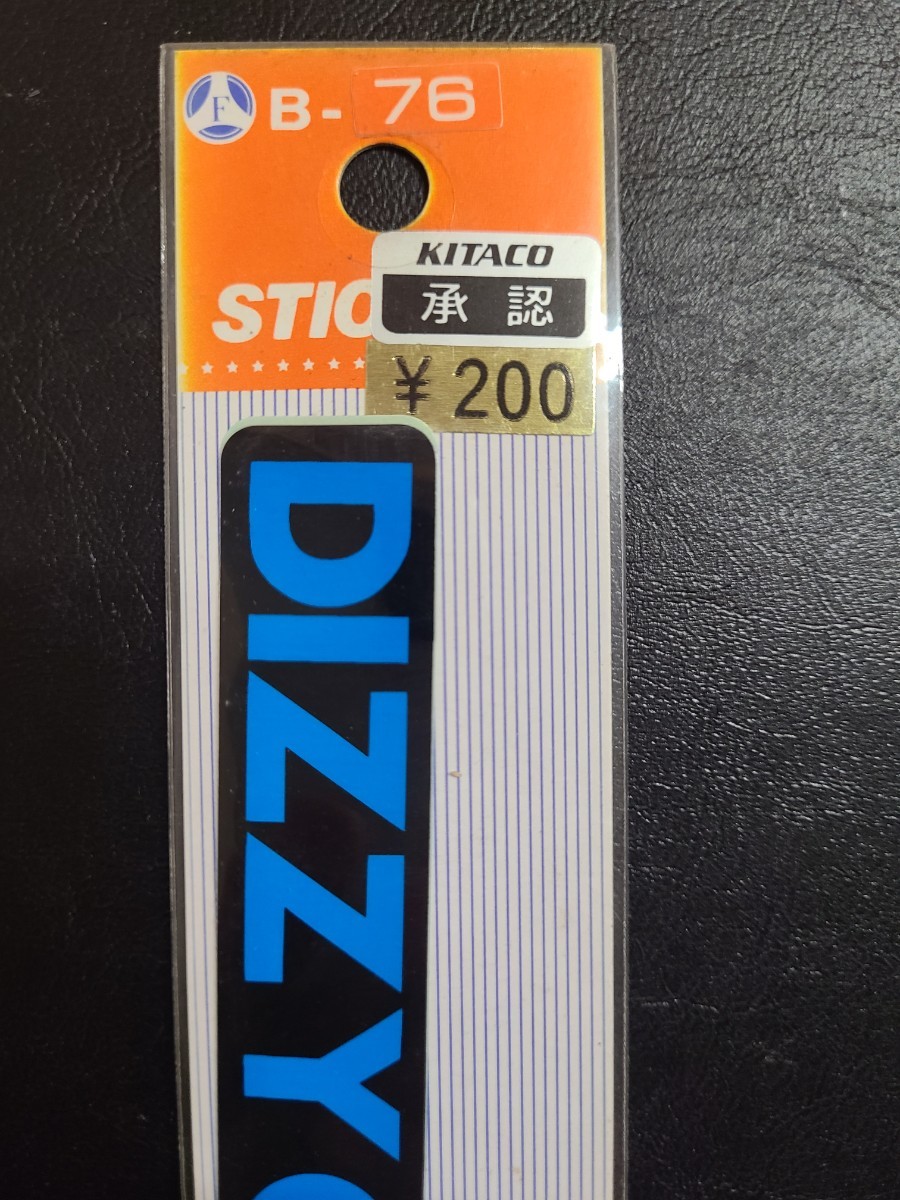 F
B- 76
KITACO
承認
STIC
¥200
DIZZY